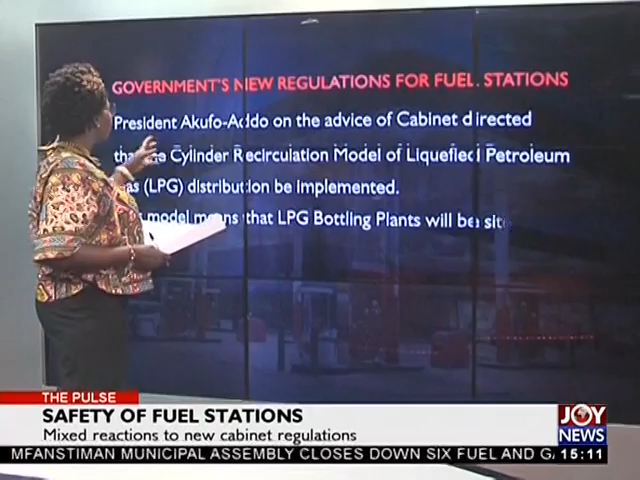 GOVERNMENT'S NEW REGULATIONS FOR FUEL STATIONS
President Akufo-Addo on the advice of Cabinet directed
Cylinder Recirculation Model of Liquefied Petroleum
(LPG) distribution be implemented.
model means that LPG Bottling Plants will be
THE PULSE
SAFETY OF FUEL STATIONS
Mixed reactions to new cabinet regulations
JOY
NEWS
15:11
MFANSTIMAN MUNICIPAL ASSEMBLY CLOSES DOWN SIX FUEL AND